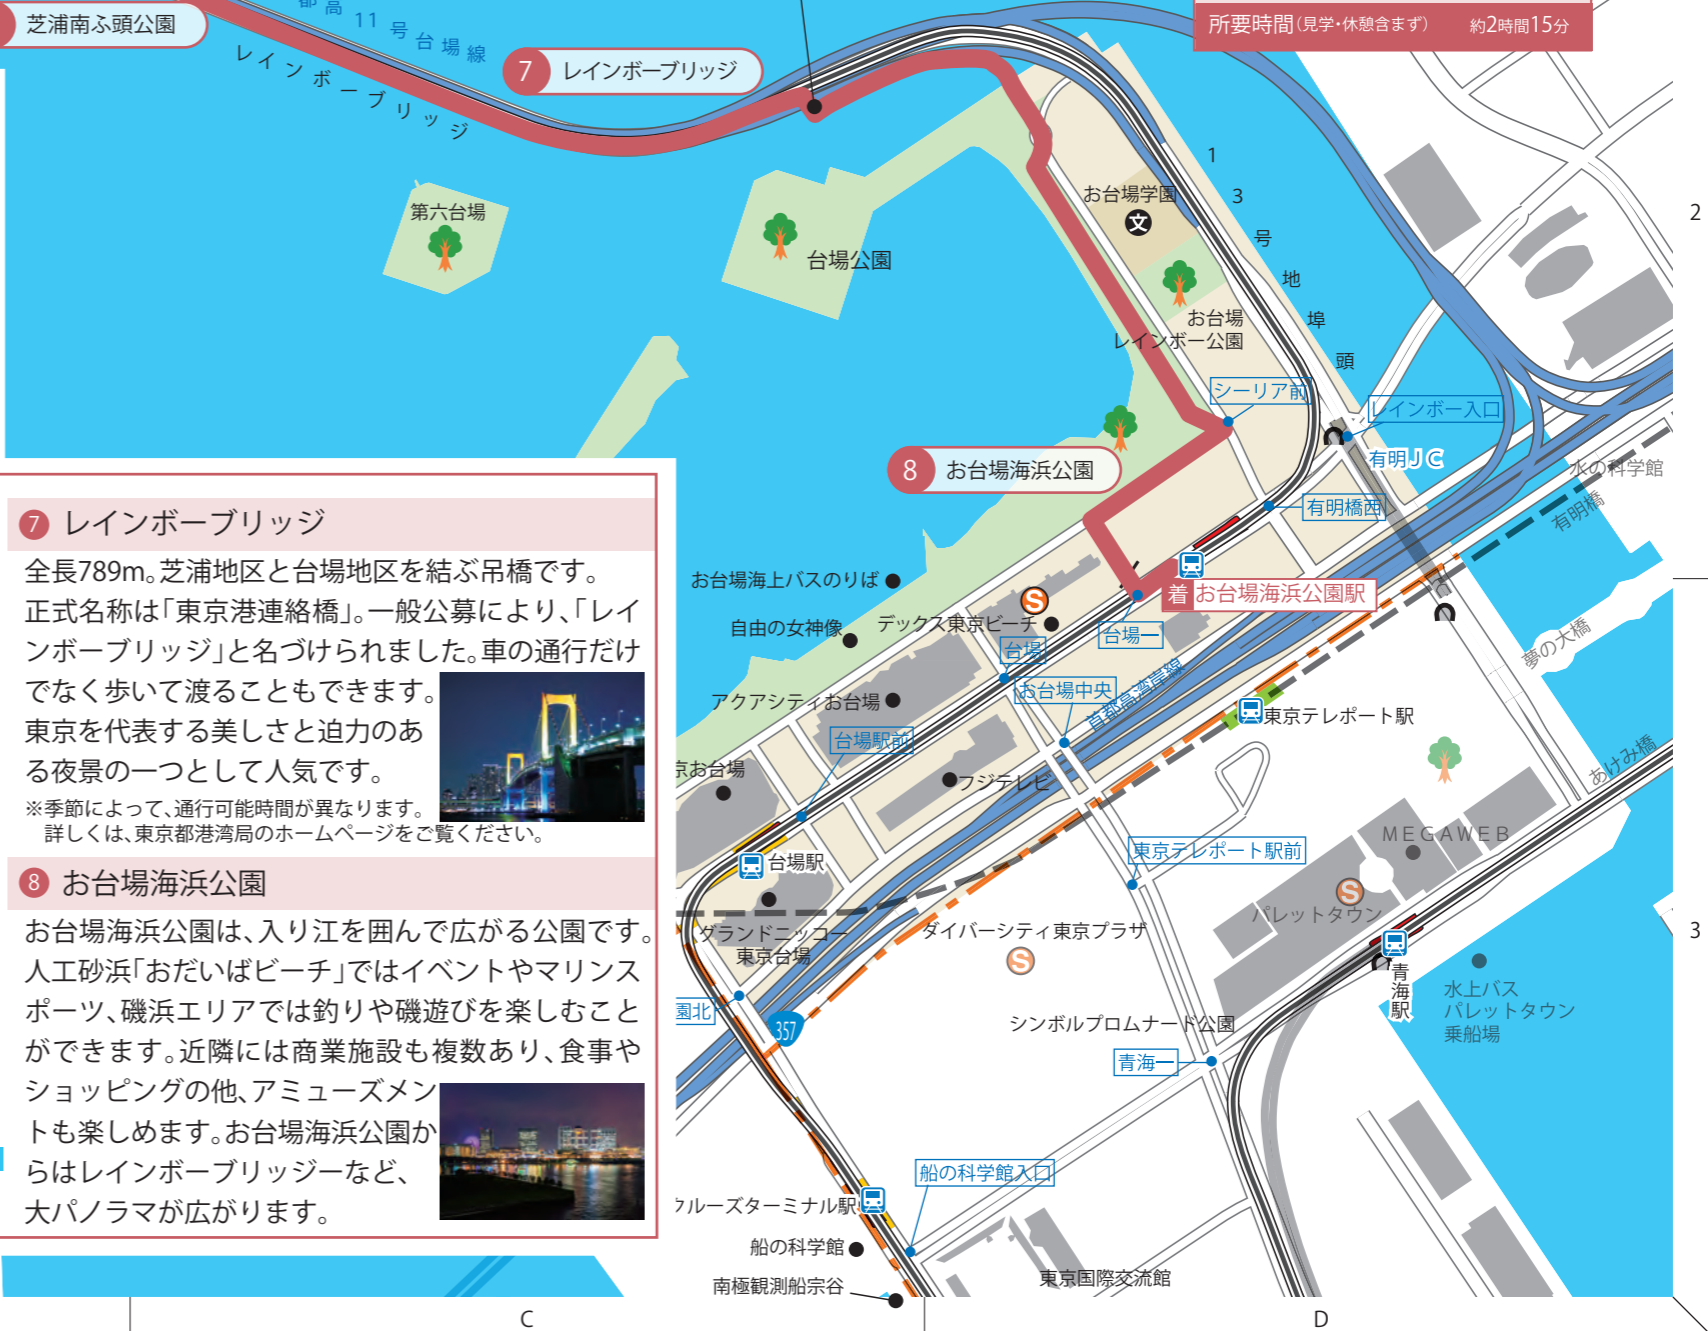 芝浦南ふ頭公園
都高11号台場線
レインボーブリッジ
7 レインボーブリッジ
所要時間（見学・休憩含まず） 約2時間15分
第六台場
台場公園
お台場学園
文
お台場
レインボー公園
13号地埠頭
2
シーリア前
レインボー入口
有明JC
水の科学館
有明橋
有明橋西
8 お台場海浜公園
着 お台場海浜公園駅
お台場海上バスのりば
自由の女神像
デックス東京ビーチ
S
台場一
台場
お台場中央
首都高湾岸線
夢の大橋
アクアシティお台場
台場駅前
東京テレポート駅
京お台場
フジテレビ
あけみ橋
MEGAWEB
東京テレポート駅前
台場駅
S
パレットタウン
グランドニッコー
東京台場
ダイバーシティ東京プラザ
S
3
青海駅
水上バス
パレットタウン
乗船場
園北
357
シンボルプロムナード公園
青海一
船の科学館入口
クルーズターミナル駅
船の科学館
南極観測船宗谷
東京国際交流館
7 レインボーブリッジ
全長789m。芝浦地区と台場地区を結ぶ吊橋です。
正式名称は「東京港連絡橋」。一般公募により、「レイ
ンボーブリッジ」と名づけられました。車の通行だけ
でなく歩いて渡ることもできます。
東京を代表する美しさと迫力のあ
る夜景の一つとして人気です。
※季節によって、通行可能時間が異なります。
詳しくは、東京都港湾局のホームページをご覧ください。
8 お台場海浜公園
お台場海浜公園は、入り江を囲んで広がる公園です。
人工砂浜「おだいばビーチ」ではイベントやマリンス
ポーツ、磯浜エリアでは釣りや磯遊びを楽しむこと
ができます。近隣には商業施設も複数あり、食事や
ショッピングの他、アミューズメン
トも楽しめます。お台場海浜公園か
らはレインボーブリッジーなど、
大パノラマが広がります。
C
D